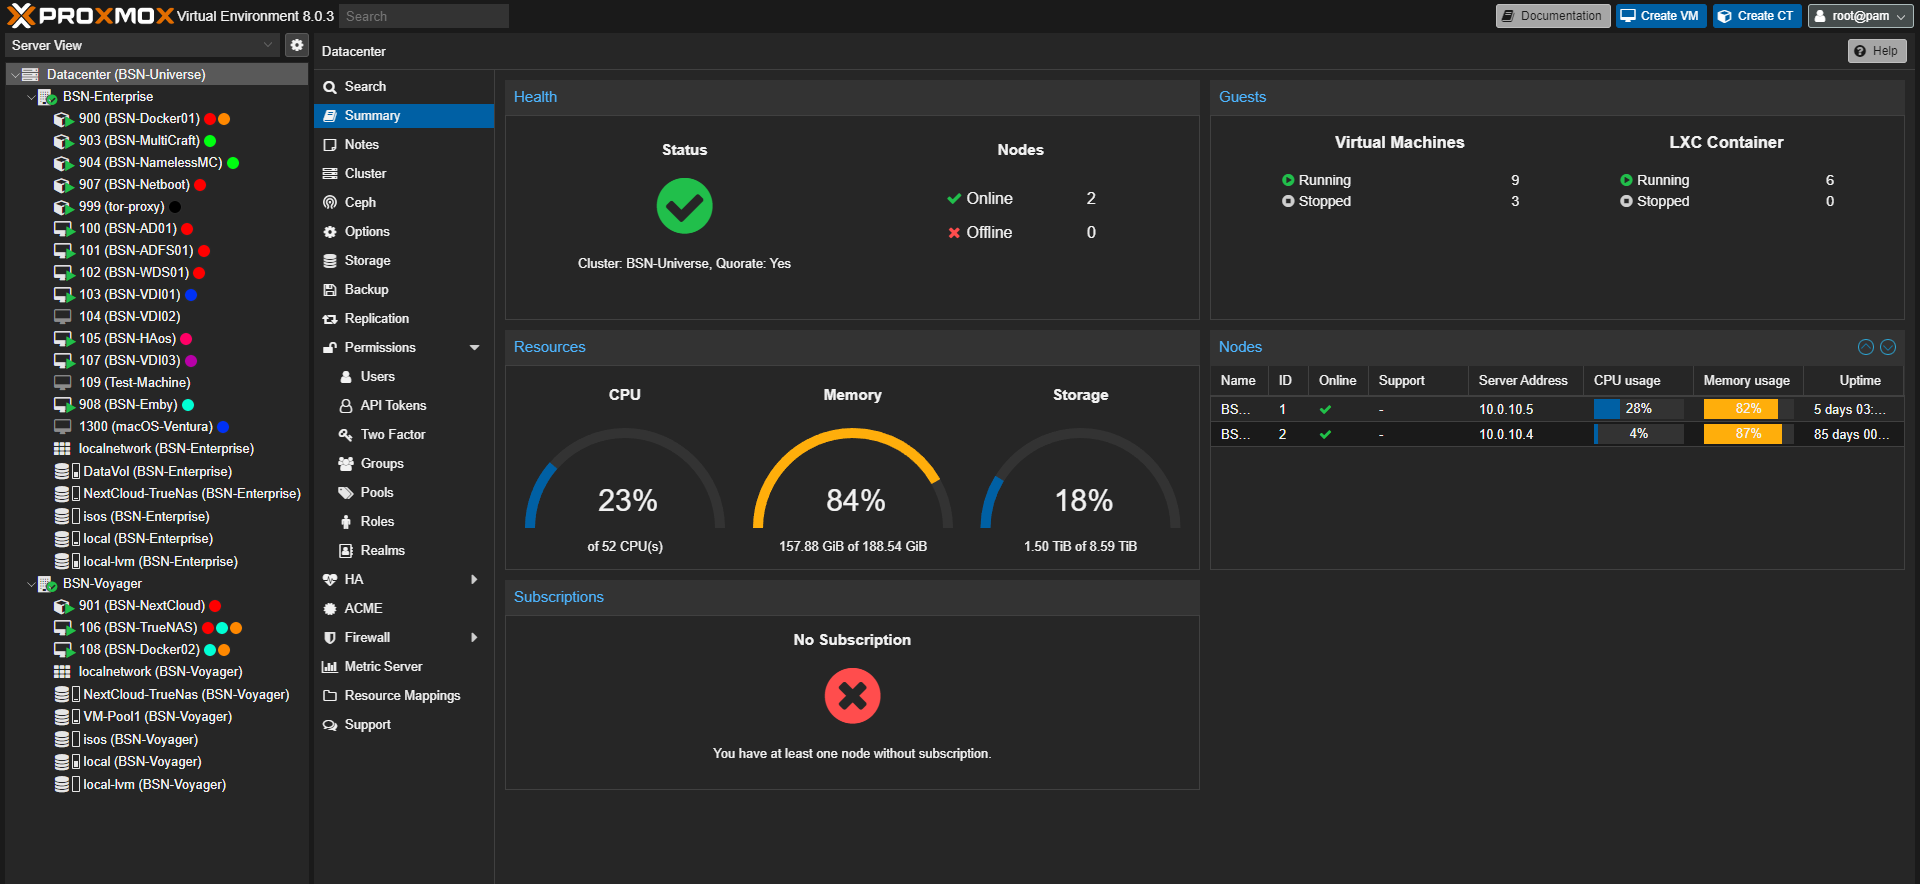 PROXMOX Virtual Environment 8.0.3 Search Documentation Create VM Create CT root@pam
Server View
Datacenter (BSN-Universe)
BSN-Enterprise
900 (BSN-Docker01)
903 (BSN-MultiCraft)
904 (BSN-NamelessMC)
907 (BSN-Netboot)
999 (tor-proxy)
100 (BSN-AD01)
101 (BSN-ADFS01)
102 (BSN-WDS01)
103 (BSN-VDI01)
104 (BSN-VDI02)
105 (BSN-HAos)
107 (BSN-VDI03)
109 (Test-Machine)
908 (BSN-Emby)
1300 (macOS-Ventura)
localnetwork (BSN-Enterprise)
DataVol (BSN-Enterprise)
NextCloud-TrueNas (BSN-Enterprise)
isos (BSN-Enterprise)
local (BSN-Enterprise)
local-lvm (BSN-Enterprise)
BSN-Voyager
901 (BSN-NextCloud)
106 (BSN-TrueNAS)
108 (BSN-Docker02)
localnetwork (BSN-Voyager)
NextCloud-TrueNas (BSN-Voyager)
VM-Pool1 (BSN-Voyager)
isos (BSN-Voyager)
local (BSN-Voyager)
local-lvm (BSN-Voyager)
Datacenter
Help
Search
Summary
Notes
Cluster
Ceph
Options
Storage
Backup
Replication
Permissions
Users
API Tokens
Two Factor
Groups
Pools
Roles
Realms
HA
ACME
Firewall
Metric Server
Resource Mappings
Support
Health
Status
Cluster: BSN-Universe, Quorate: Yes
Nodes
Online 2
Offline 0
Guests
Virtual Machines
Running 9
Stopped 3
LXC Container
Running 6
Stopped 0
Resources
CPU
23%
of 52 CPU(s)
Memory
84%
157.88 GiB of 188.54 GiB
Storage
18%
1.50 TiB of 8.59 TiB
Nodes
Name ID Online Support Server Address CPU usage Memory usage Uptime
BS... 1 - 10.0.10.5 28% 82% 5 days 03:...
BS... 2 - 10.0.10.4 4% 87% 85 days 00...
Subscriptions
No Subscription
You have at least one node without subscription.